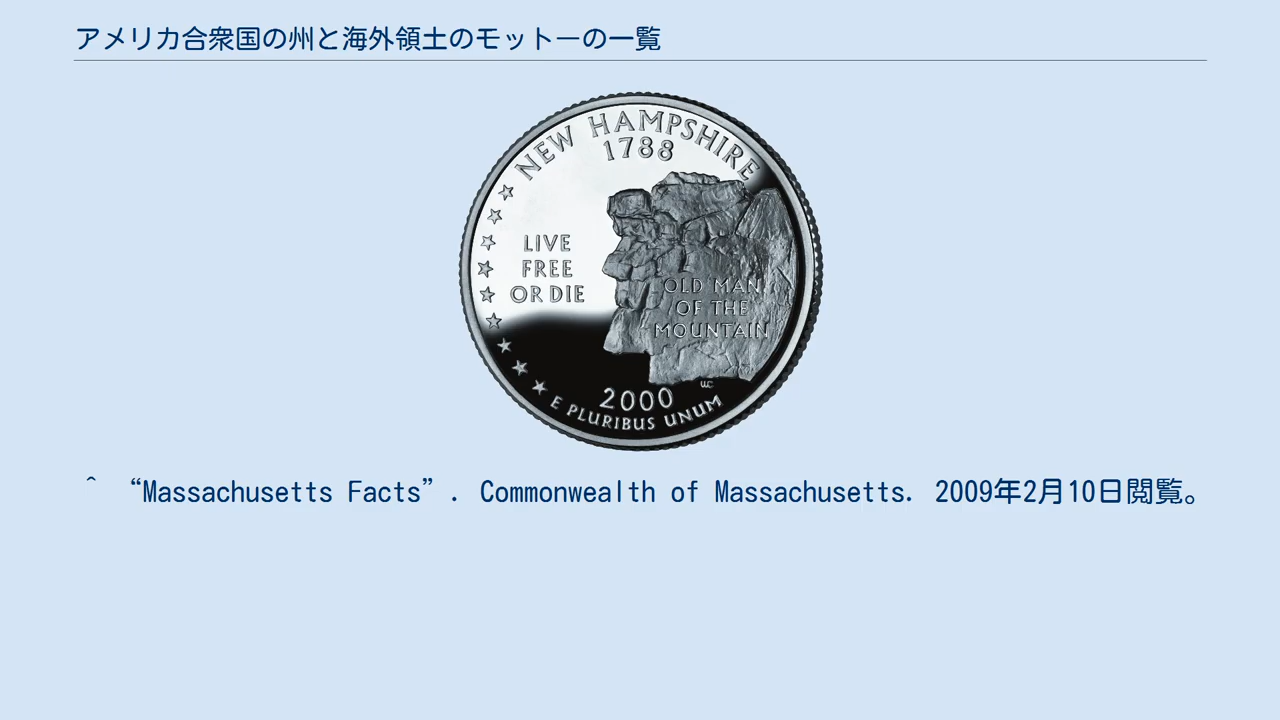 アメリカ合衆国の州と海外領土のモットーの一覧
NEW HAMPSHIRE
1788
LIVE
FREE
OR DIE
OLD MAN
OF THE
MOUNTAIN
UC
2000
E PLURIBUS UNUM
^ “Massachusetts Facts”. Commonwealth of Massachusetts. 2009年2月10日閲覧。